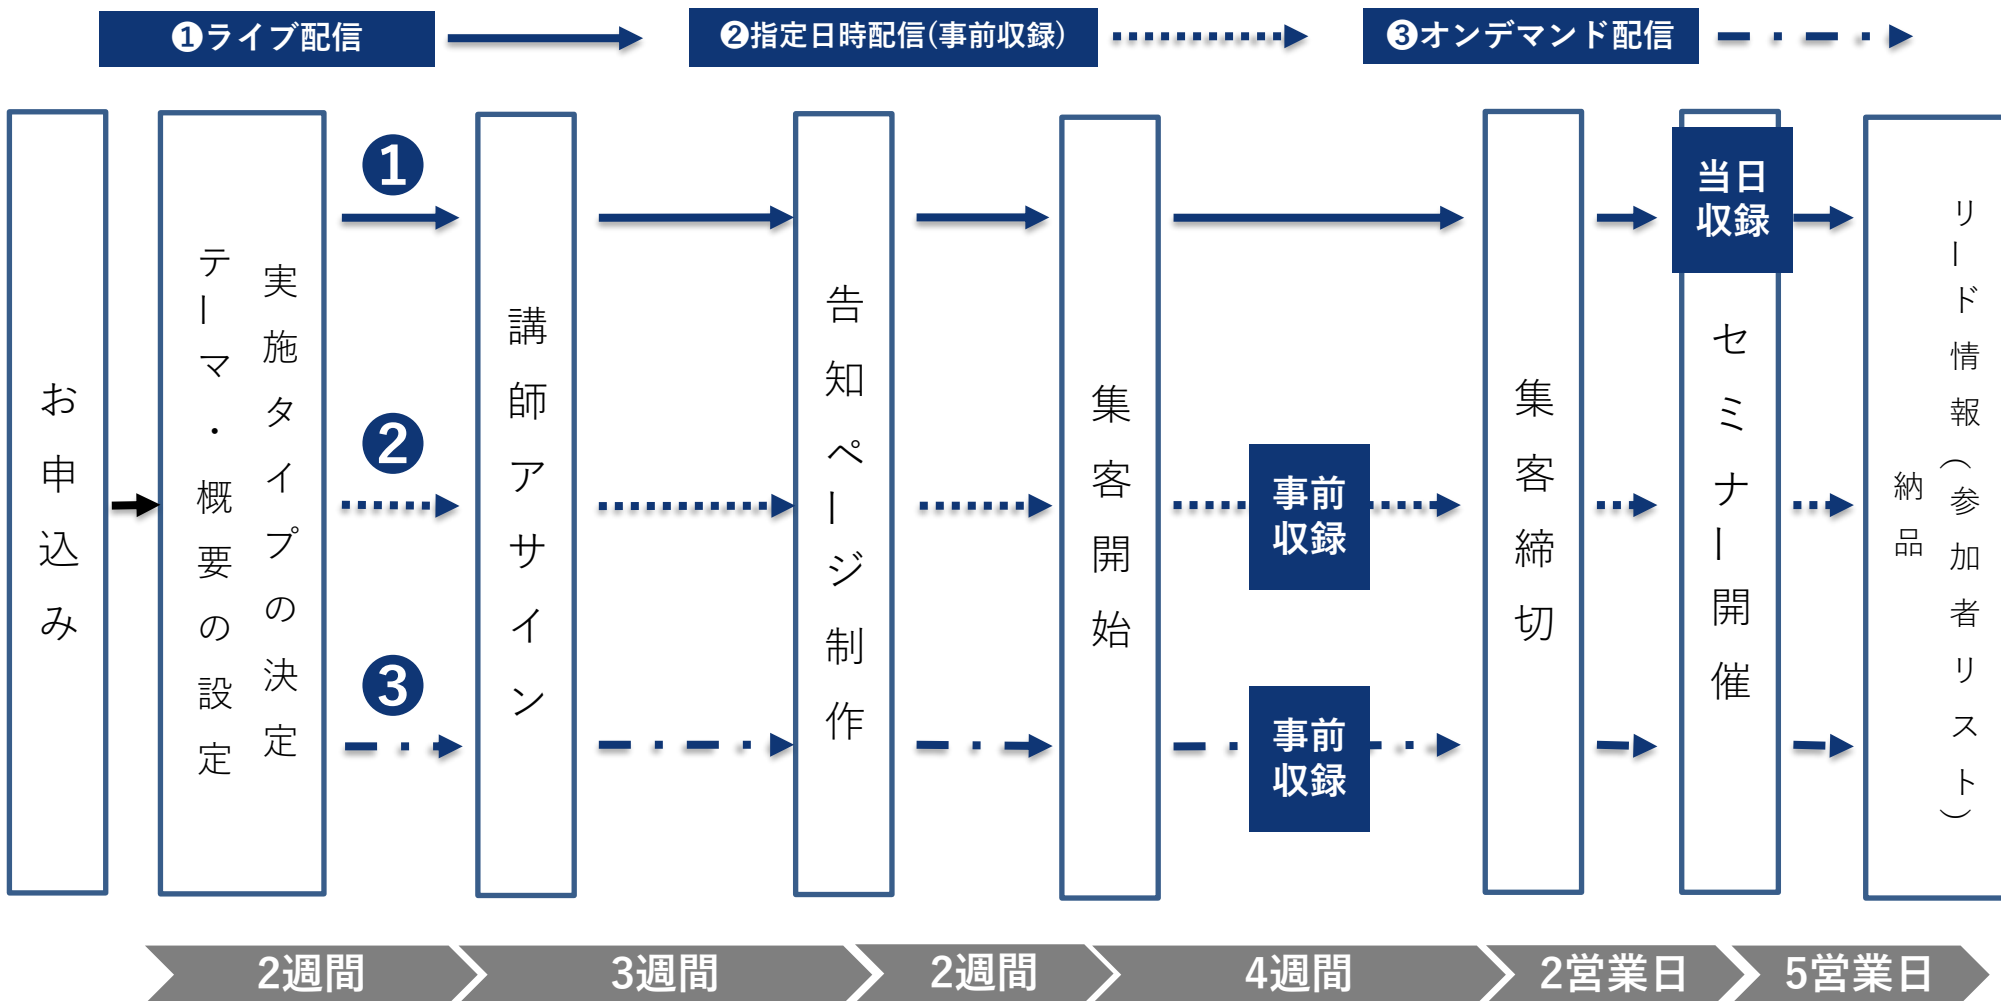 ❶ライブ配信
❷指定日時配信(事前収録)
❸オンデマンド配信
お申込み
実施タイプの決定
テーマ・概要の設定
❶
❷
❸
講師アサイン
告知ページ制作
集客開始
事前
収録
事前
収録
集客締切
当日
収録
セミナー開催
リード情報(参加者リスト)
納品
2週間
3週間
2週間
4週間
2営業日
5営業日